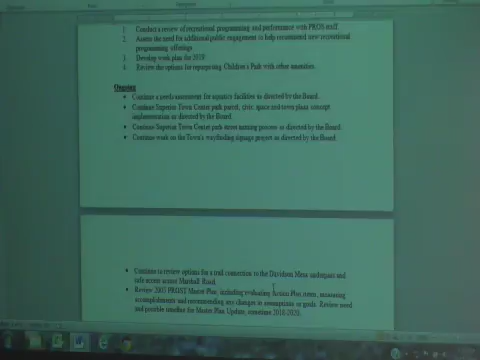 1. Conduct a review of recreational programming and performance with PROS staff.
2. Assess the need for additional public engagement to help recommend new recreational
programming offerings.
3. Develop work plan for 2019
4. Review the options for repurposing Children's Park with other amenities.
Ongoing
• Continue a needs assessment for aquatic facilities as directed by the Board.
• Continue Superior Town Center park parcel, civic space and town plaza concept
implementation as directed by the Board.
• Continue Superior Town Center park street naming process as directed by the Board.
• Continue work on the Town's wayfinding signage project as directed by the Board.
• Continue to review options for a trail connection to the Davidson Mesa underpass and
safe access across Marshall Road.
• Review 2005 PROST Master Plan, including evaluating Action Plan items, measuring
accomplishments and recommending any changes in assumptions or goals. Review need
and possible timeline for Master Plan Update, sometime 2018-2020.